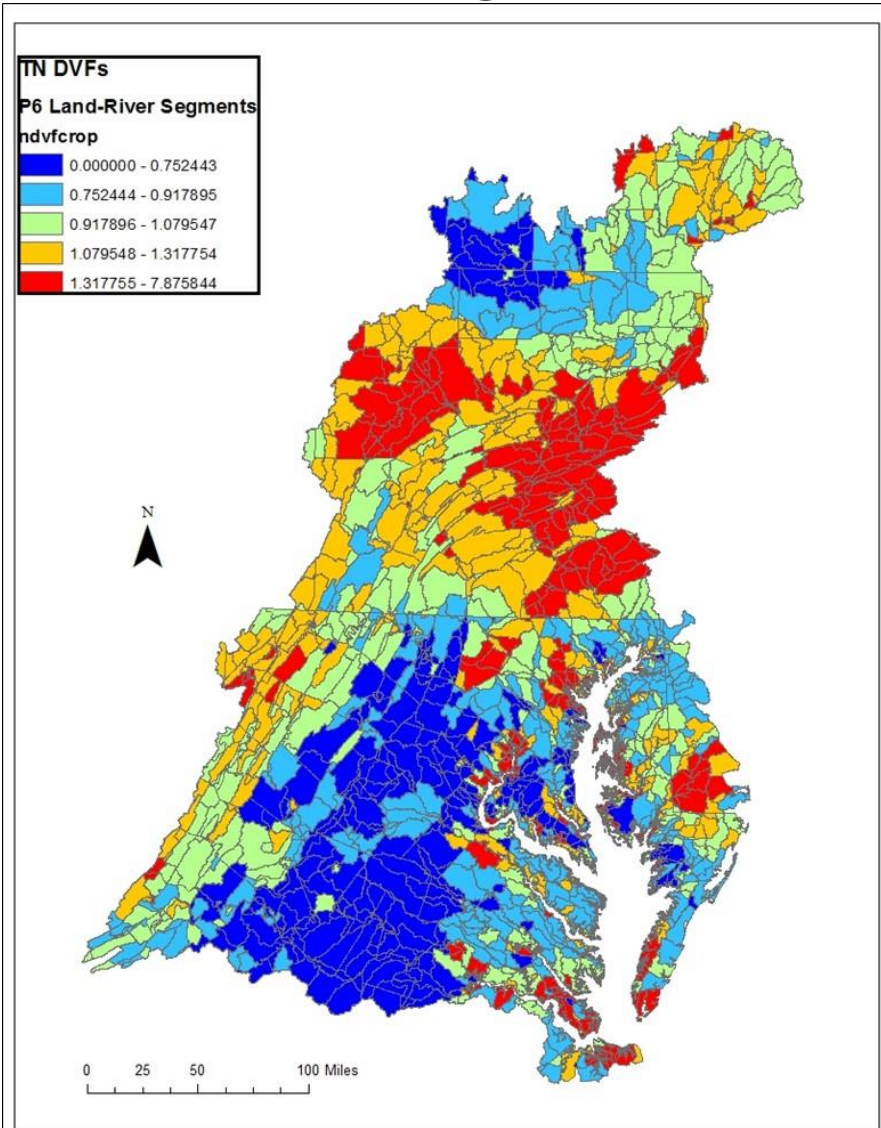 TN DVFs
P6 Land-River Segments
ndvfcrop
0.000000 - 0.752443
0.752444 - 0.917895
0.917896 - 1.079547
1.079548 - 1.317754
1.317755 - 7.875844
N
0 25 50 100 Miles